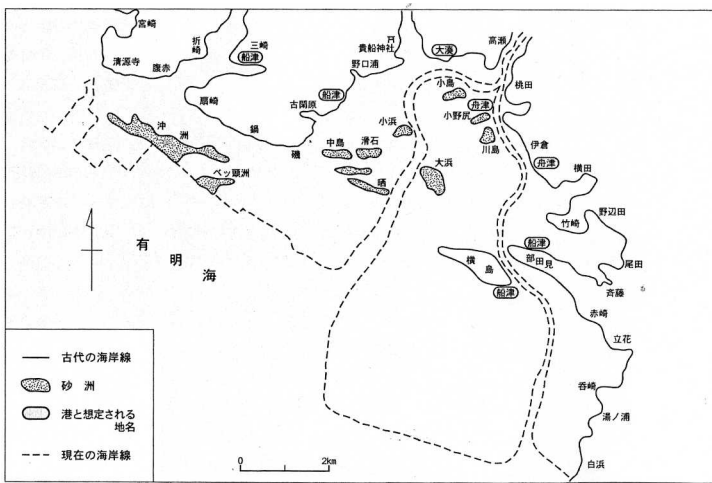 宮崎
清源寺
腹赤
折崎
三崎
船津
扇崎
鍋
磯
古閑原
船津
野口浦
貴船神社
大湊
高瀬
桃田
小島
舟津
小野尻
川島
小浜
滑石
中島
晒
大浜
伊倉
舟津
横田
竹崎
野辺田
船津
部田見
尾田
斉藤
赤崎
立花
呑崎
湯ノ浦
白浜
横島
船津
沖洲
ベッ頭洲
有明海
古代の海岸線
砂洲
港と想定される
地名
現在の海岸線
0 2km